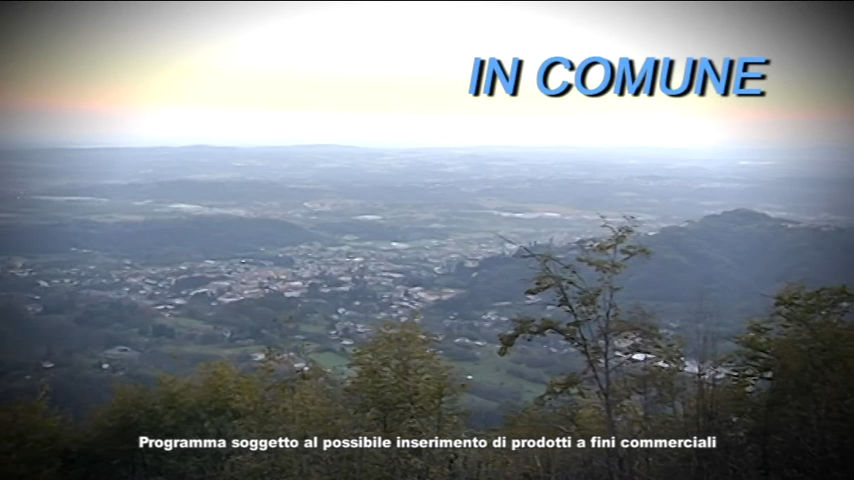 IN COMUNE
Programma soggetto al possibile inserimento di prodotti a fini commerciali